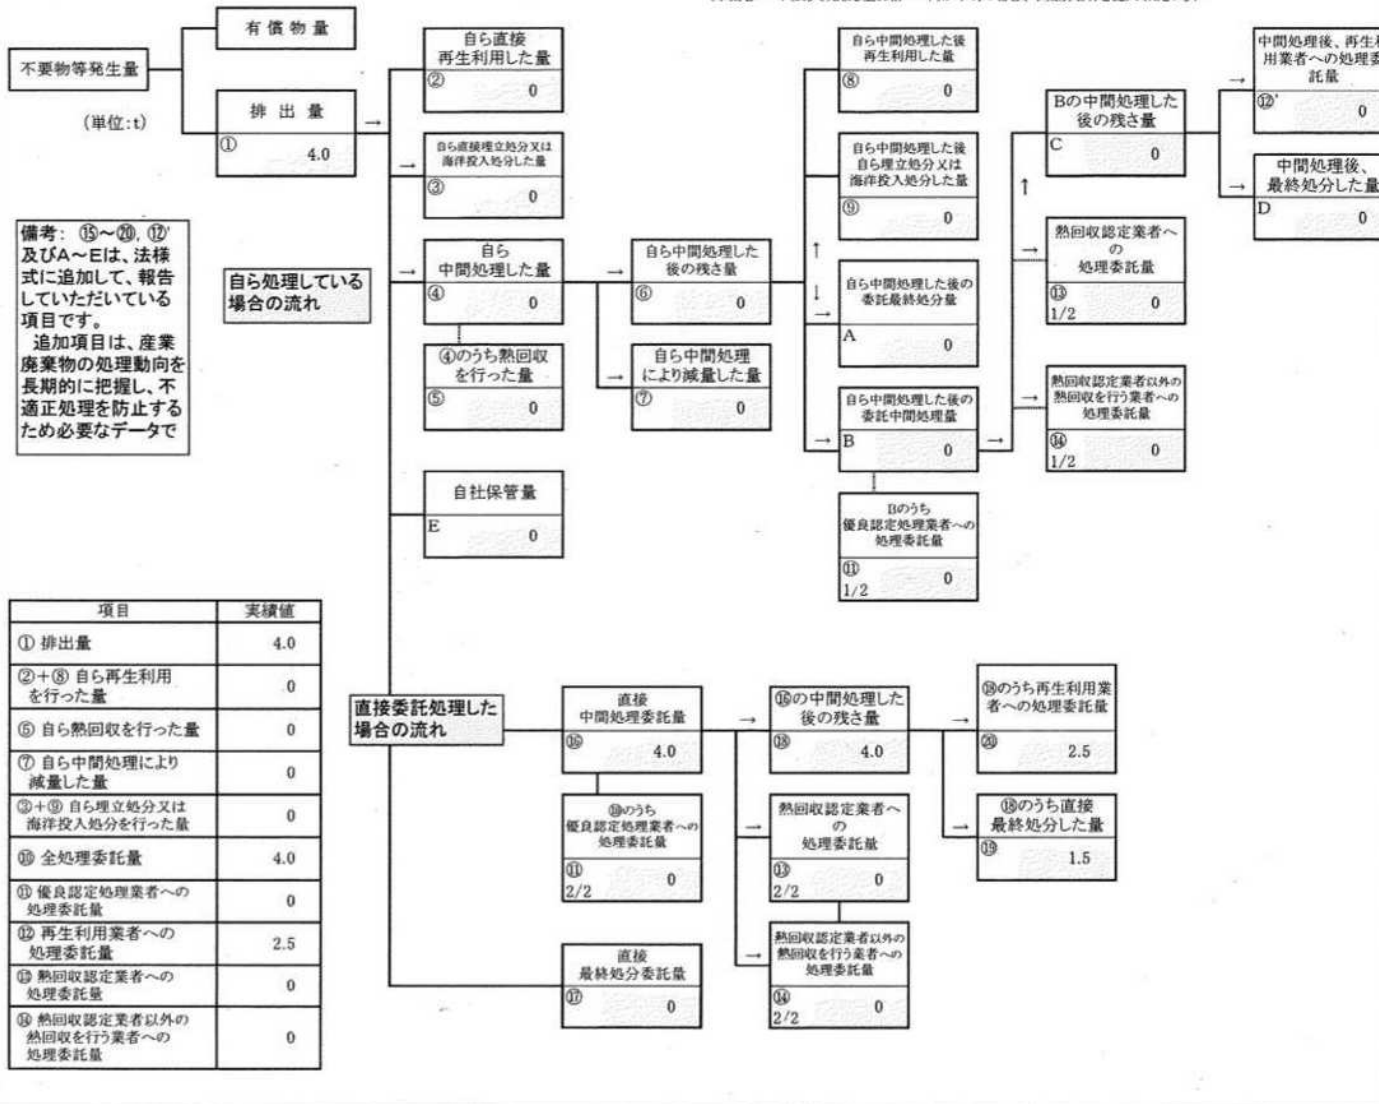 有償物量
不要物等発生量
(単位:t)
排出量
①
4.0
→
自ら直接
再生利用した量
②
0
→
自ら直接埋立処分又は
海洋投入処分した量
③
0
→
自ら
中間処理した量
④
0
④のうち熱回収
を行った量
⑤
0
自社保管量
E
0
→
自ら中間処理した
後の残さ量
⑥
0
→
自ら中間処理
により減量した量
⑦
0
自ら中間処理した後
再生利用した量
⑧
0
自ら中間処理した後
自ら埋立処分又は
海洋投入処分した量
⑨
0
↑
↓
→
自ら中間処理した後の
委託最終処分量
A
0
→
自ら中間処理した後の
委託中間処理量
B
0
Bのうち
優良認定処理業者への
処理委託量
⑪
1/2
0
→
↑
Bの中間処理した
後の残さ量
C
0
→
熱回収認定業者へ
の
処理委託量
⑬
1/2
0
→
熱回収認定業者以外の
熱回収を行う業者への
処理委託量
⑭
1/2
0
→
中間処理後、再生利
用業者への処理委
託量
⑫'
0
→
中間処理後、
最終処分した量
D
0
備考: ⑮~⑳, ⑫'
及びA~Eは、法様
式に追加して、報告
していただいている
項目です。
追加項目は、産業
廃棄物の処理動向を
長期的に把握し、不
適正処理を防止する
ため必要なデータで
自ら処理している
場合の流れ
項目 実績値
① 排出量 4.0
②+⑧ 自ら再生利用
を行った量 0
⑤ 自ら熱回収を行った量 0
⑦ 自ら中間処理により
減量した量 0
③+⑨ 自ら埋立処分又は
海洋投入処分を行った量 0
⑩ 全処理委託量 4.0
⑪ 優良認定処理業者への
処理委託量 0
⑫ 再生利用業者への
処理委託量 2.5
⑬ 熱回収認定業者への
処理委託量 0
⑭ 熱回収認定業者以外の
熱回収を行う業者への
処理委託量 0
直接委託処理した
場合の流れ
直接
中間処理委託量
⑯
4.0
⑯のうち
優良認定処理業者への
処理委託量
⑪
2/2
0
直接
最終処分委託量
⑰
0
→
⑯の中間処理した
後の残さ量
⑱
4.0
→
熱回収認定業者へ
の
処理委託量
⑬
2/2
0
→
熱回収認定業者以外の
熱回収を行う業者への
処理委託量
⑭
2/2
0
→
⑱のうち再生利用業
者への処理委託量
⑳
2.5
→
⑱のうち直接
最終処分した量
⑲
1.5